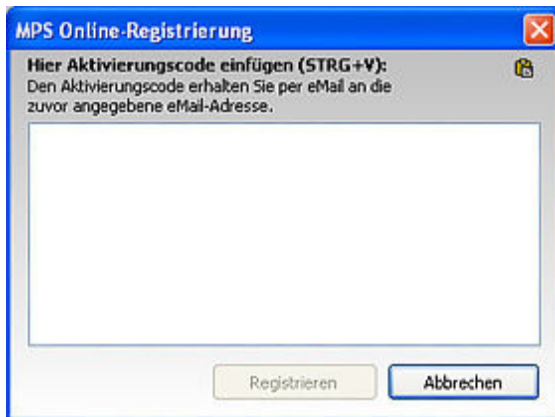 MPS Online-Registrierung
Hier Aktivierungscode einfügen (STRG+V):
Den Aktivierungscode erhalten Sie per eMail an die
zuvor angegebene eMail-Adresse.
Registrieren Abbrechen